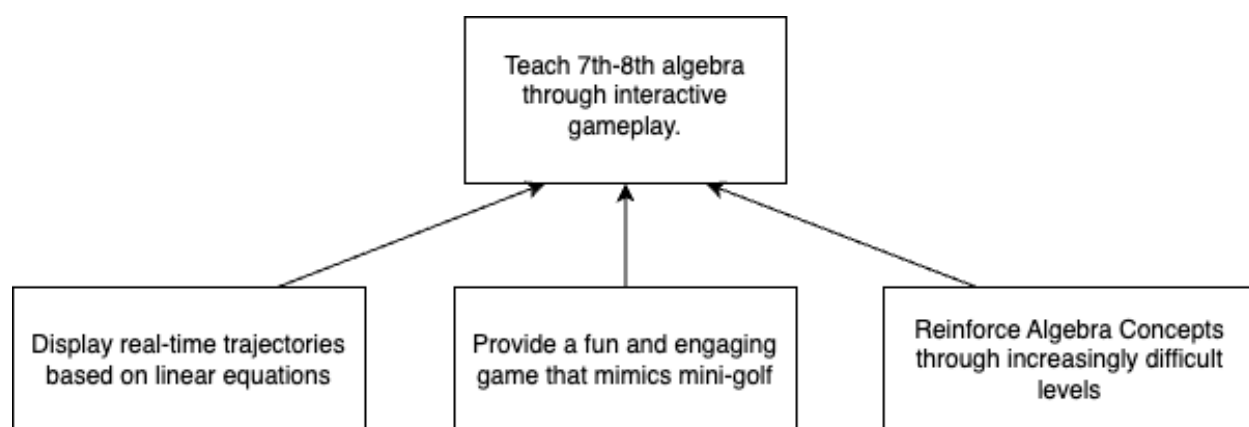 Teach 7th-8th algebra
through interactive
gameplay.
Display real-time trajectories
based on linear equations
Provide a fun and engaging
game that mimics mini-golf
Reinforce Algebra Concepts
through increasingly difficult
levels